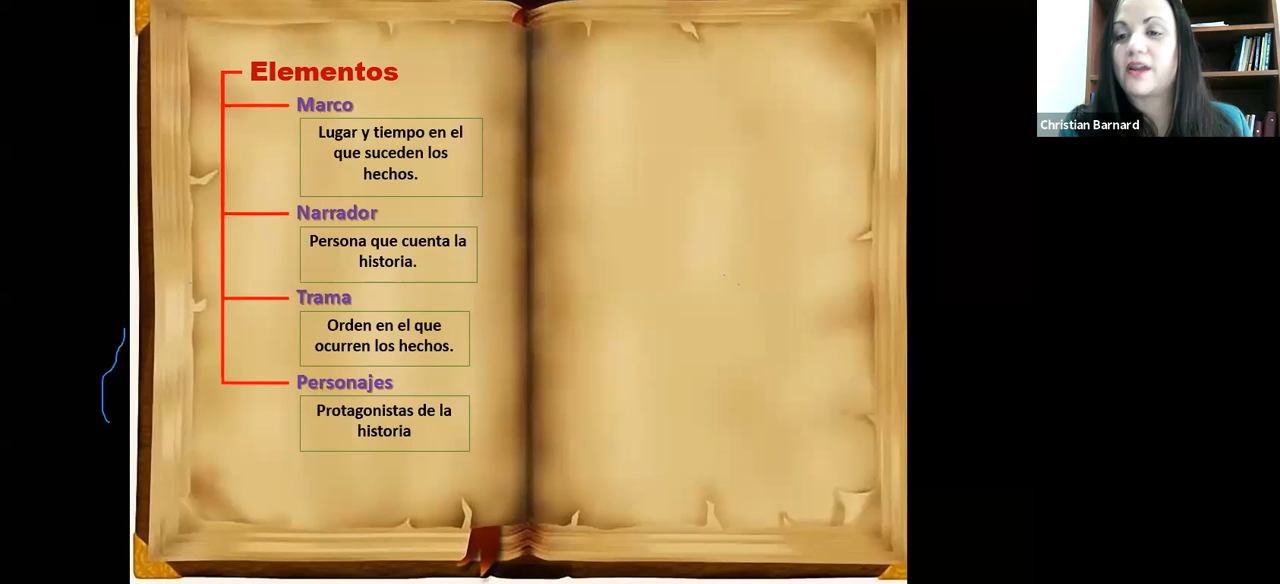 Elementos
Marco
Lugar y tiempo en el
que suceden los
hechos.
Narrador
Persona que cuenta la
historia.
Trama
Orden en el que
ocurren los hechos.
Personajes
Protagonistas de la
historia
Christian Barnard